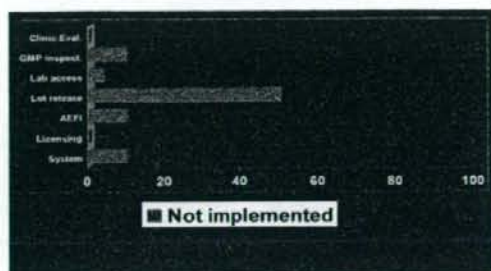 Clinic Eval.
GMP inspect.
Lab access
Lot release
AEFI
Licensing
System
0 20 40 60 80 100
Not implemented